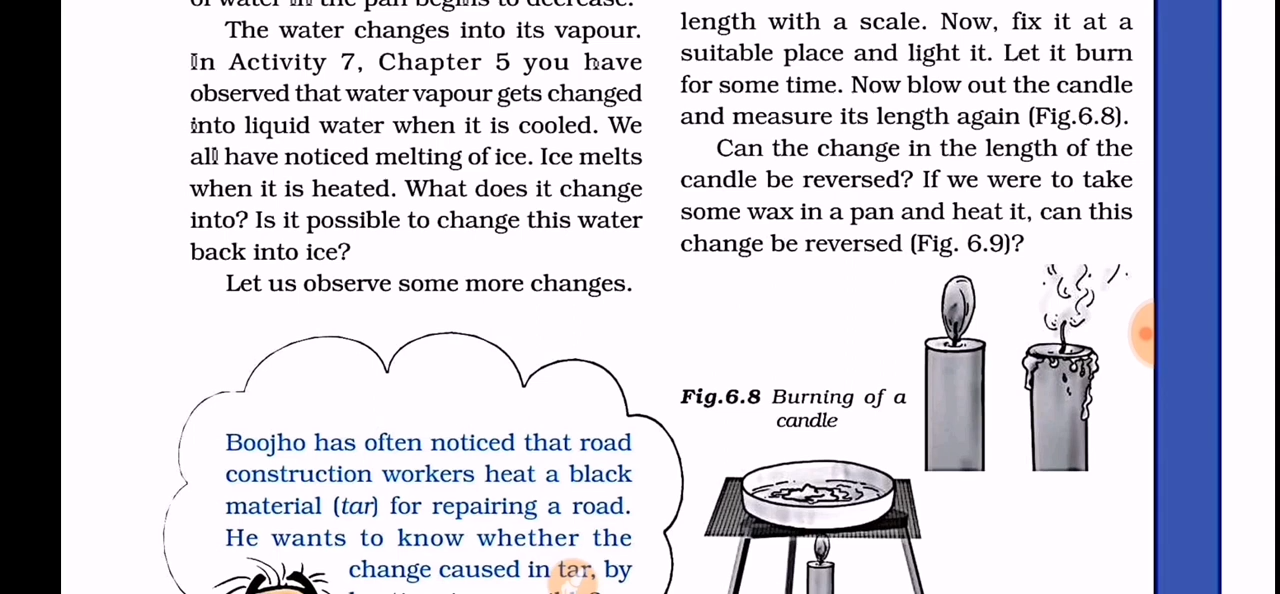 of water in the pan begins to decrease.
The water changes into its vapour.
In Activity 7, Chapter 5 you have
observed that water vapour gets changed
into liquid water when it is cooled. We
all have noticed melting of ice. Ice melts
when it is heated. What does it change
into? Is it possible to change this water
back into ice?
Let us observe some more changes.
Boojho has often noticed that road
construction workers heat a black
material (tar) for repairing a road.
He wants to know whether the
change caused in tar, by
length with a scale. Now, fix it at a
suitable place and light it. Let it burn
for some time. Now blow out the candle
and measure its length again (Fig.6.8).
Can the change in the length of the
candle be reversed? If we were to take
some wax in a pan and heat it, can this
change be reversed (Fig. 6.9)?
Fig.6.8 Burning of a
candle